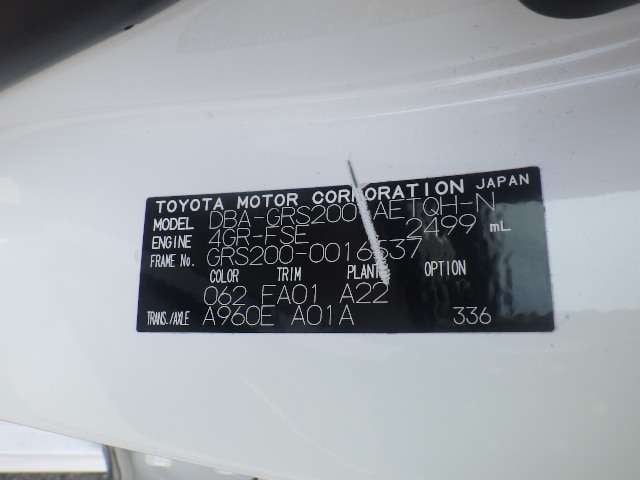 TOYOTA MOTOR CORPORATION JAPAN
MODEL DBA-GRS200-AETQH-N
ENGINE 4GR-FSE 2499 mL
FRAME No. GRS200-0016537
COLOR TRIM PLANT OPTION
062 FA01 A22
TRANS./AXLE A960E A01A 336